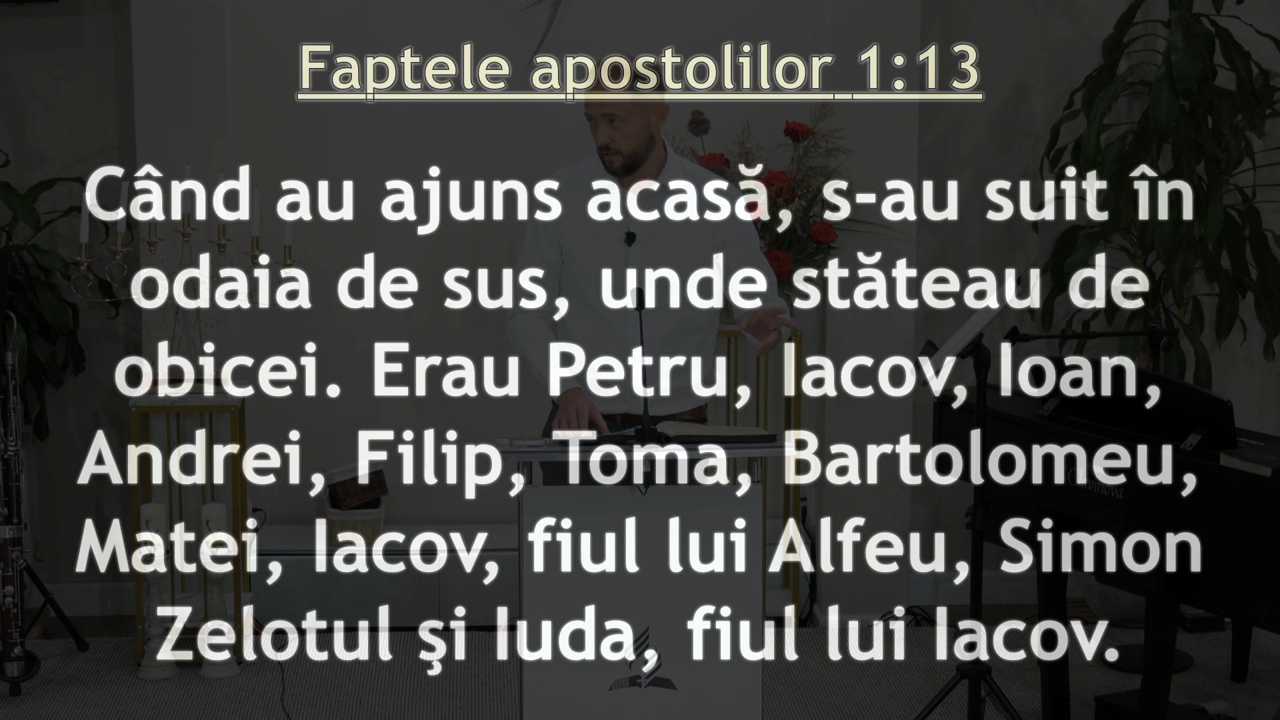 Faptele apostolilor 1:13
Când au ajuns acasă, s-au suit în
odaia de sus, unde stăteau de
obicei. Erau Petru, Iacov, Ioan,
Andrei, Filip, Toma, Bartolomeu,
Matei, Iacov, fiul lui Alfeu, Simon
Zelotul şi Iuda, fiul lui Iacov.